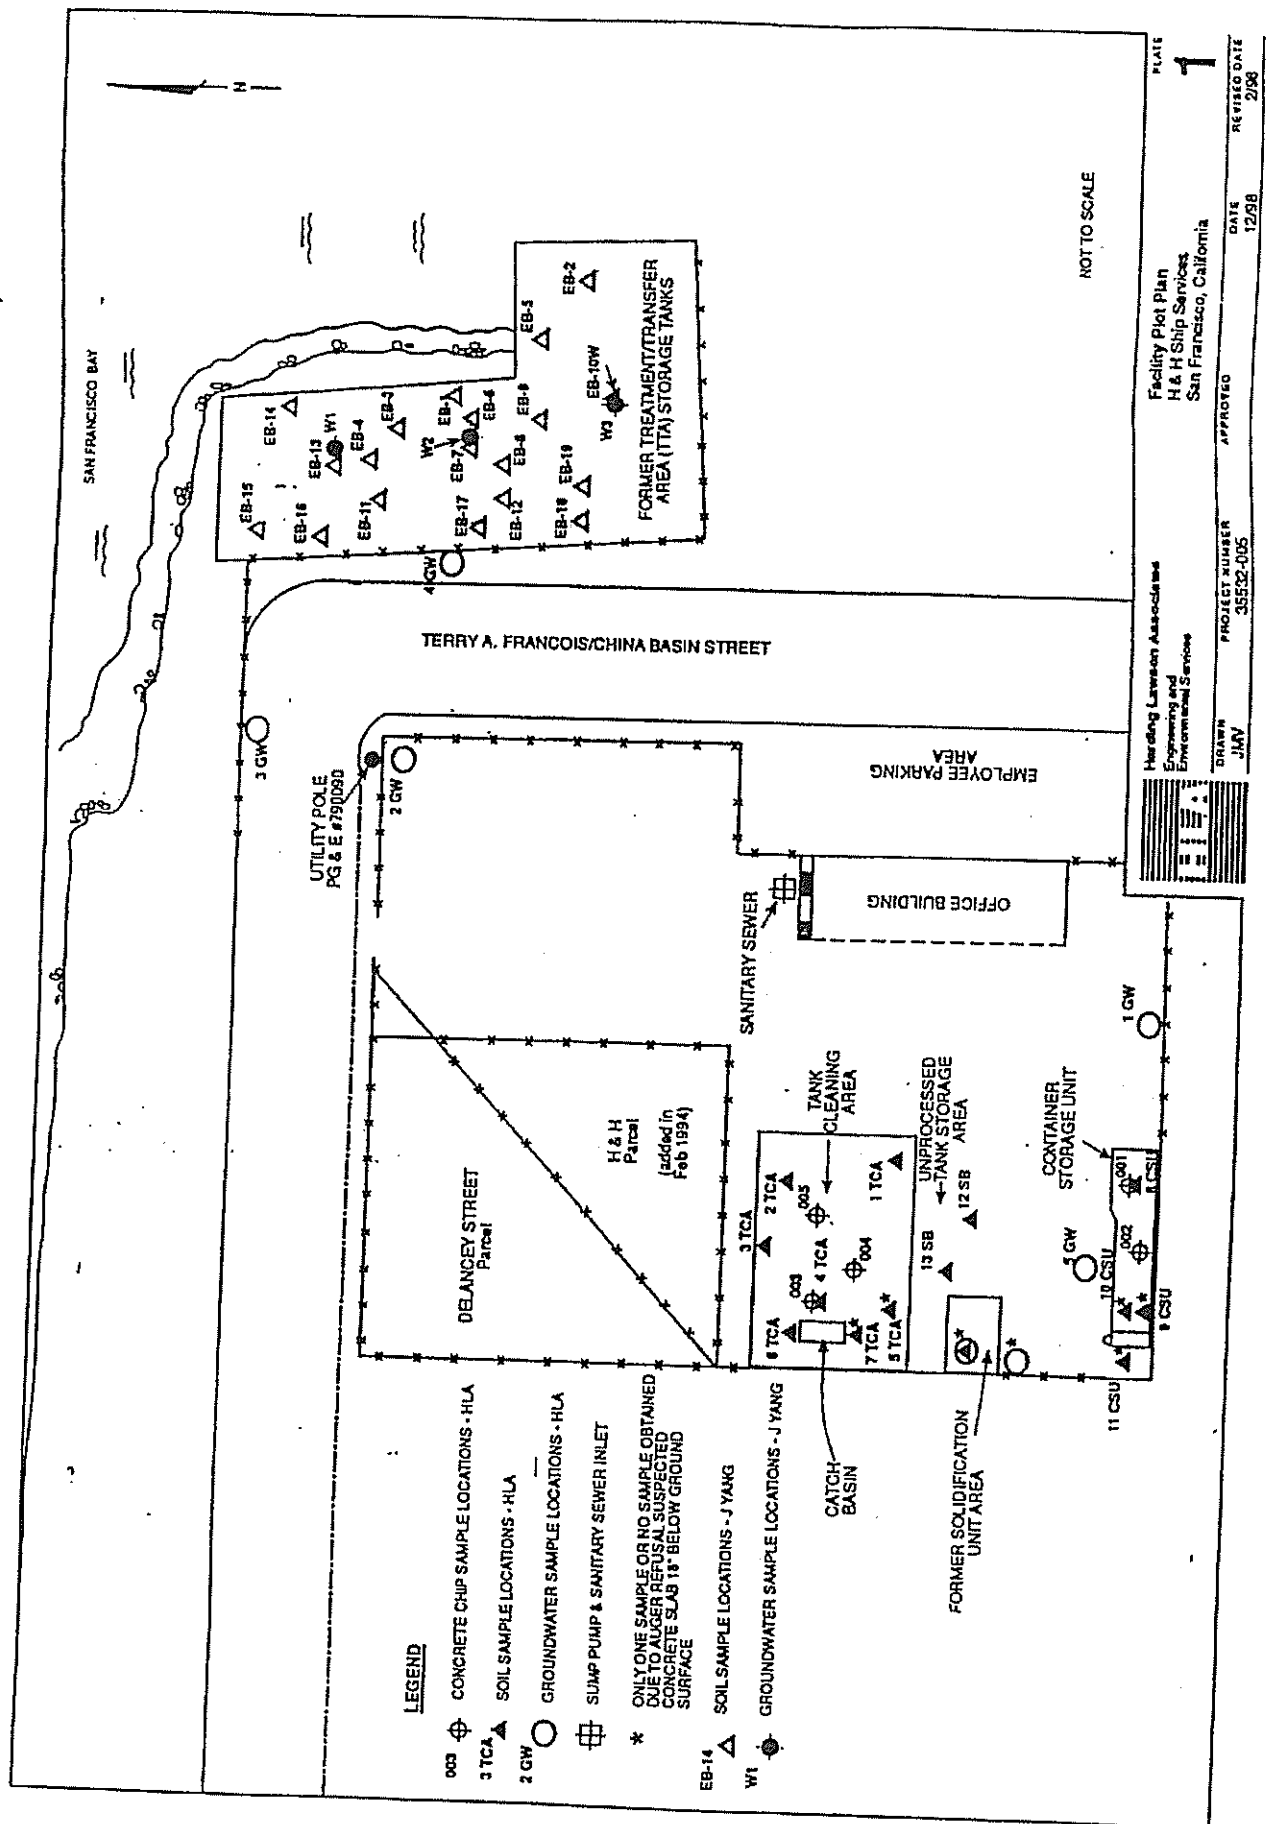 SAN FRANCISCO BAY
N
3 GW
UTILITY POLE
PG & E #790090
2 GW
4 GW
EB-15
EB-16
EB-14
EB-13
W1
EB-4
EB-3
EB-11
W2
EB-7
EB-1
EB-6
EB-17
EB-12
EB-8
EB-5
EB-2
EB-18
EB-19
W3
EB-10W
FORMER TREATMENT/TRANSFER
AREA (TTA) STORAGE TANKS
TERRY A. FRANCOIS/CHINA BASIN STREET
DELANCEY STREET
Parcel
H & H
Parcel
(added in
Feb 1994)
SANITARY SEWER
OFFICE BUILDING
EMPLOYEE PARKING
AREA
3 TCA
2 TCA
005
TANK
CLEANING
AREA
6 TCA
003
4 TCA
004
1 TCA
7 TCA
5 TCA
CATCH
BASIN
UNPROCESSED
TANK STORAGE
AREA
13 SB
12 SB
FORMER SOLIDIFICATION
UNIT AREA
5 GW
1 GW
CONTAINER
STORAGE UNIT
10 CSU
002
001
8 CSU
9 CSU
11 CSU
NOT TO SCALE
LEGEND
003 CONCRETE CHIP SAMPLE LOCATIONS - HLA
3 TCA SOIL SAMPLE LOCATIONS - HLA
2 GW GROUNDWATER SAMPLE LOCATIONS - HLA
SUMP PUMP & SANITARY SEWER INLET
* ONLY ONE SAMPLE OR NO SAMPLE OBTAINED
DUE TO AUGER REFUSAL SUSPECTED
CONCRETE SLAB 18" BELOW GROUND
SURFACE
EB-14 SOIL SAMPLE LOCATIONS - J YANG
W1 GROUNDWATER SAMPLE LOCATIONS - J YANG
Harding Lawson Associates
Engineering and
Environmental Services
Facility Plot Plan
H & H Ship Services
San Francisco, California
PLATE
1
DRAWN
JMV
PROJECT NUMBER
35532-005
APPROVED
DATE
12/98
REVISED DATE
2/98